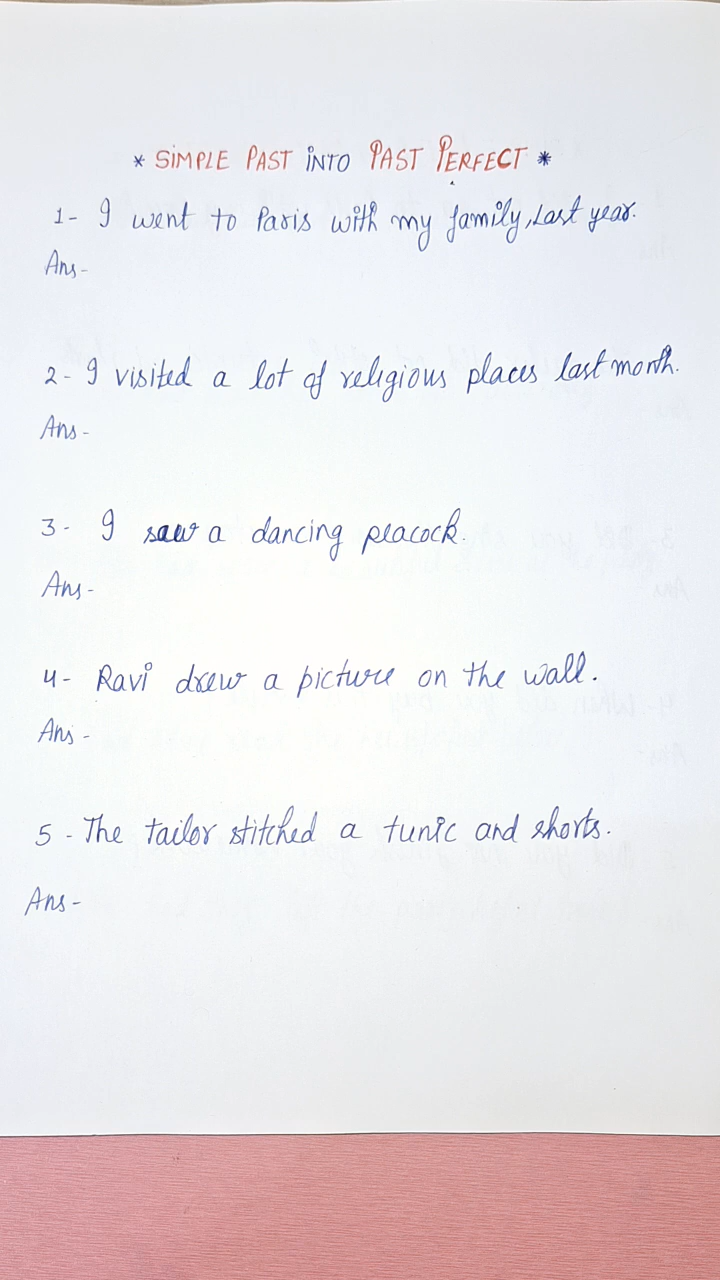 * SIMPLE PAST INTO PAST PERFECT *
1- I went to Paris with my family, Last year.
Ans-
2- I visited a lot of religious places last month.
Ans-
3- I saw a dancing peacock.
Ans-
4- Ravi drew a picture on the wall.
Ans-
5- The tailor stitched a tunic and shorts.
Ans-